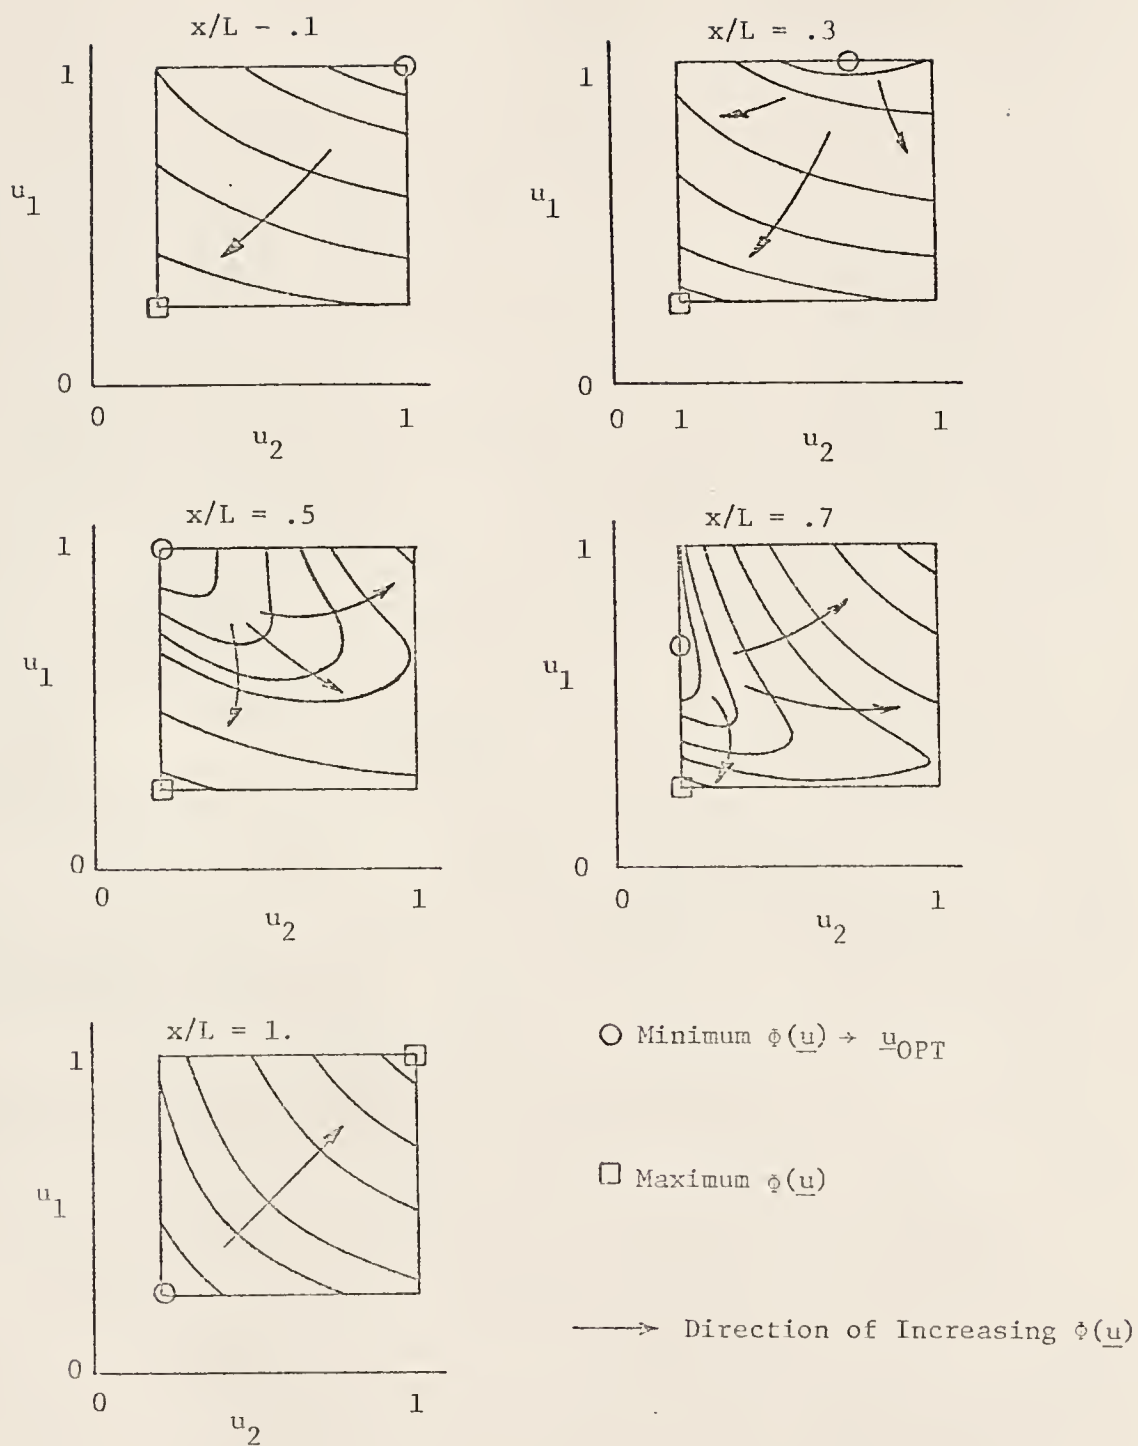 x/L - .1
1
u1
0
0
1
u2
x/L = .3
1
u1
0
0 1 1
u2
x/L = .5
1
u1
0
0
1
u2
x/L = .7
1
u1
0
0
1
u2
x/L = 1.
1
u1
0
0
1
u2
Minimum Φ(u) → uOPT
Maximum Φ(u)
Direction of Increasing Φ(u)